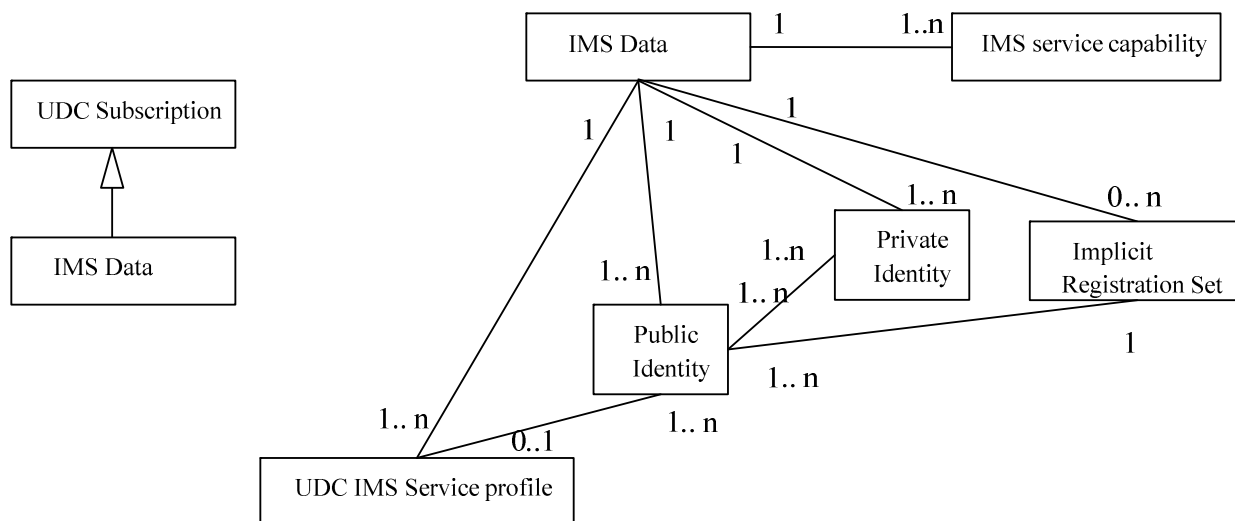 IMS Data
1
1..n
IMS service capability
UDC Subscription
IMS Data
1
1
1
1
1.. n
0.. n
Private
Identity
Implicit
Registration Set
1..n
1.. n
1.. n
Public
Identity
1
1.. n
1.. n
0..1
1.. n
UDC IMS Service profile